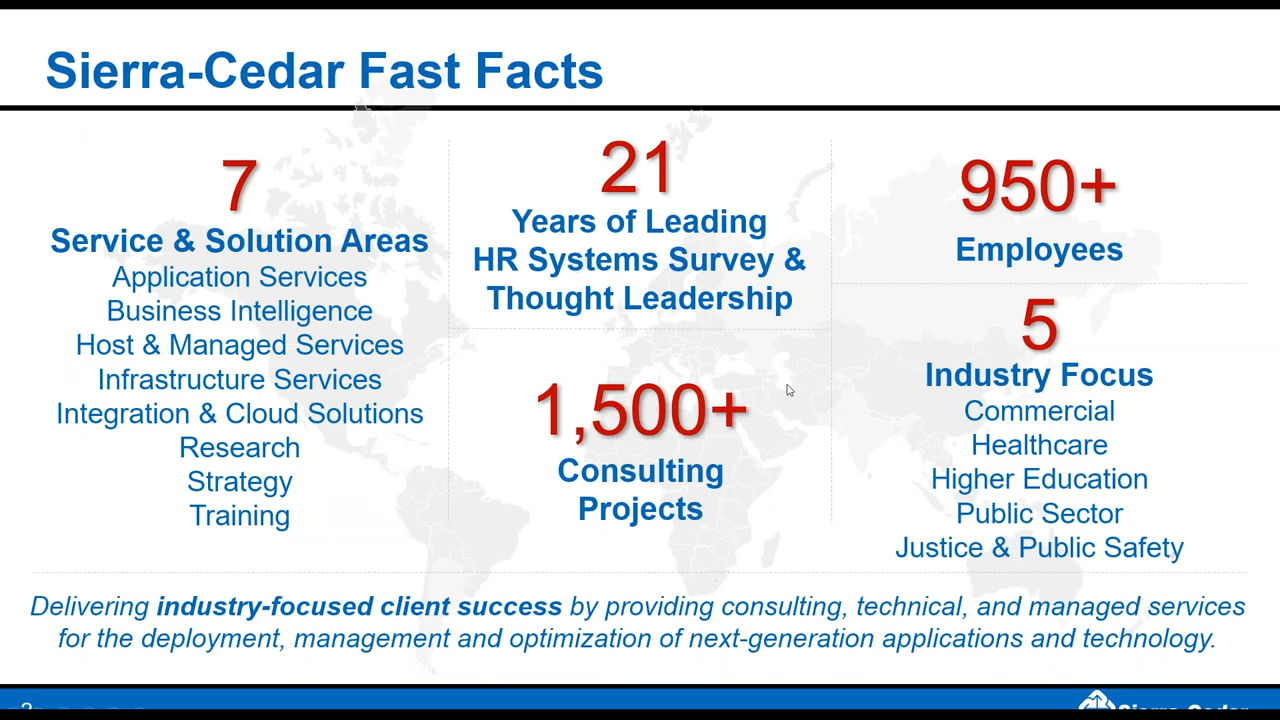 Sierra-Cedar Fast Facts
7
Service & Solution Areas
Application Services
Business Intelligence
Host & Managed Services
Infrastructure Services
Integration & Cloud Solutions
Research
Strategy
Training
21
Years of Leading
HR Systems Survey &
Thought Leadership
1,500+
Consulting
Projects
950+
Employees
5
Industry Focus
Commercial
Healthcare
Higher Education
Public Sector
Justice & Public Safety
Delivering industry-focused client success by providing consulting, technical, and managed services
for the deployment, management and optimization of next-generation applications and technology.
2
Sierra-Cedar